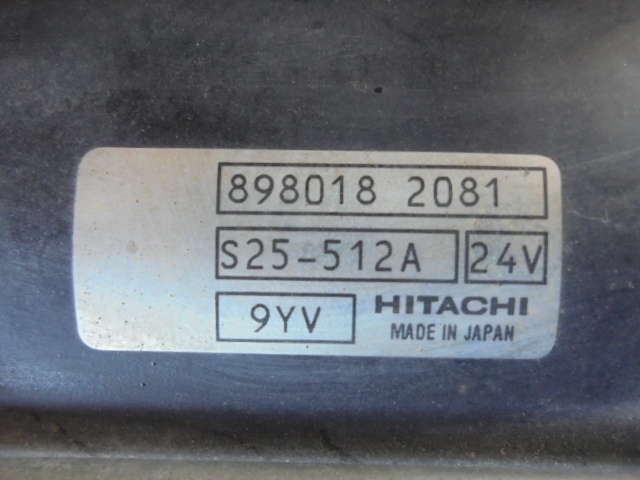 898018 2081
S25-512A 24V
9YV HITACHI
MADE IN JAPAN